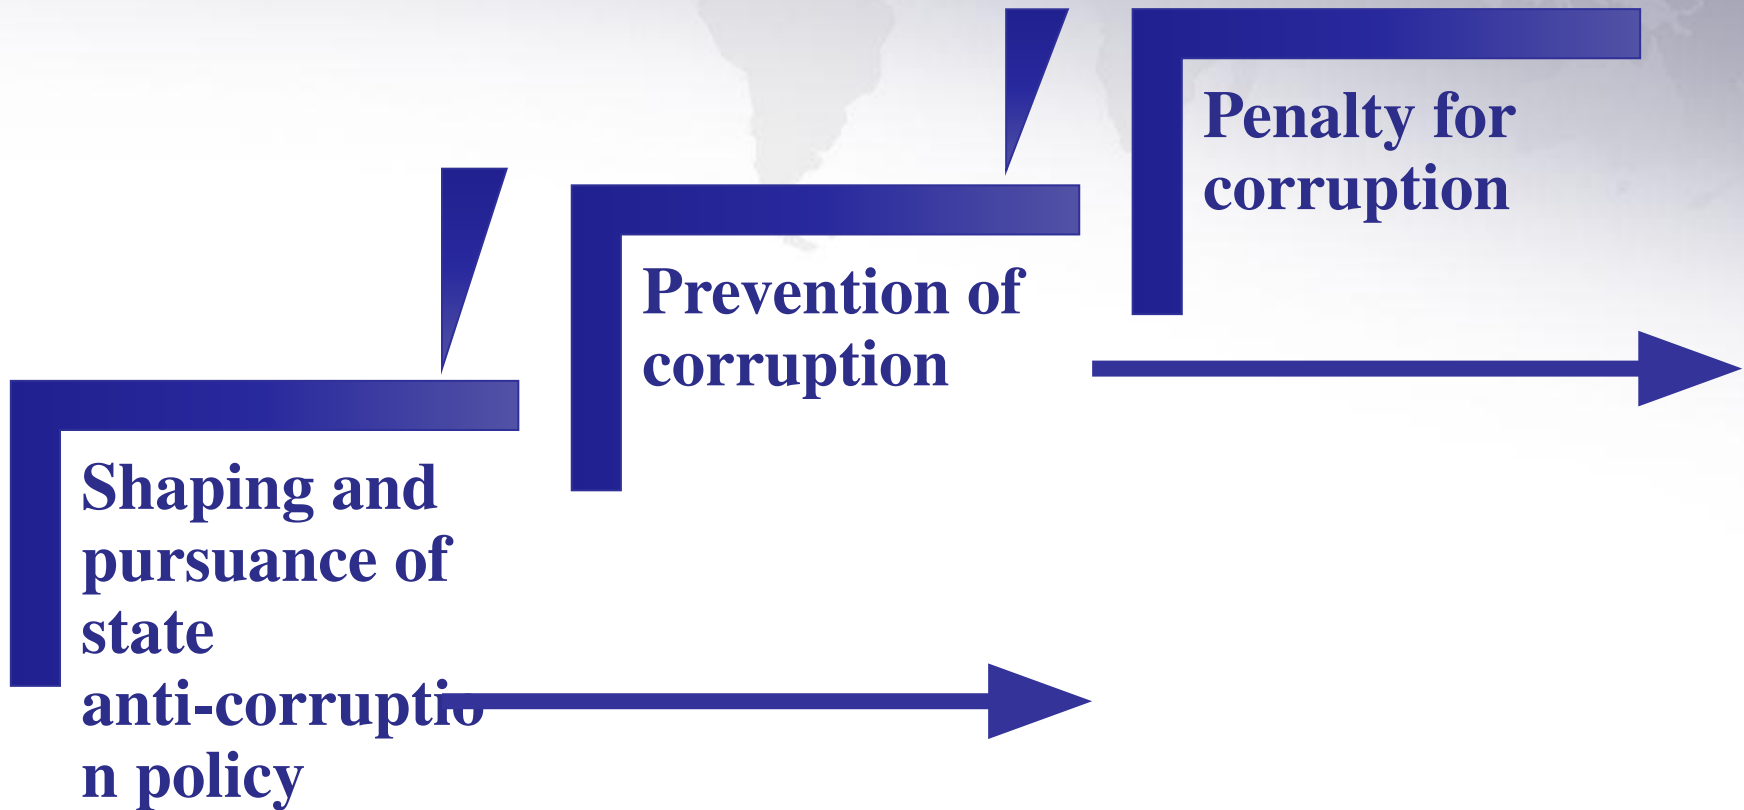 Shaping and
pursuance of
state
anti-corruptio
n policy
Prevention of
corruption
Penalty for
corruption